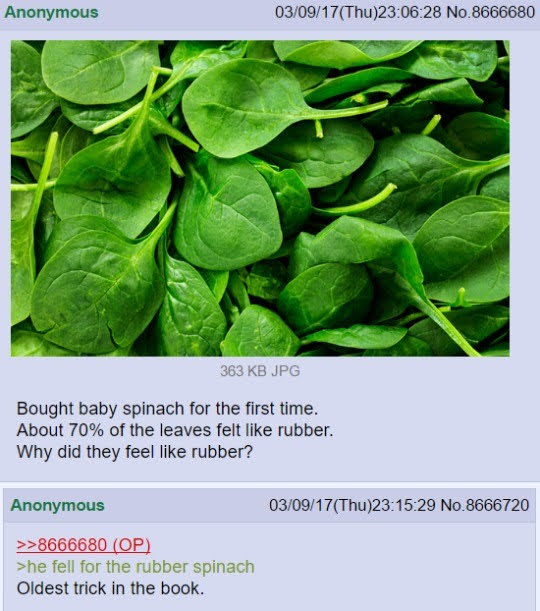 Anonymous 03/09/17(Thu)23:06:28 No.8666680
363 KB JPG
Bought baby spinach for the first time.
About 70% of the leaves felt like rubber.
Why did they feel like rubber?
Anonymous 03/09/17(Thu)23:15:29 No.8666720
>>8666680 (OP)
>he fell for the rubber spinach
Oldest trick in the book.